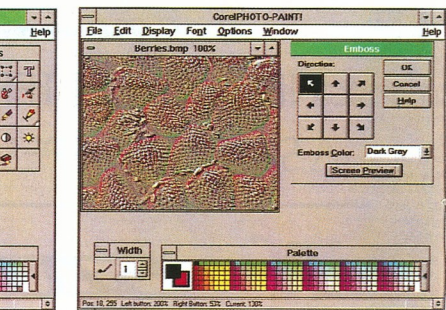 Help
CorelPHOTO-PAINT!
File Edit Display Font Options Window Help
Berries.bmp 100%
Emboss
Direction:
OK
Cancel
Help
Emboss Color: Dark Gray
Screen Preview
Width
1
Palette
Pos: 18, 255 Left button: 200% Right Button: 53% Current: 130%